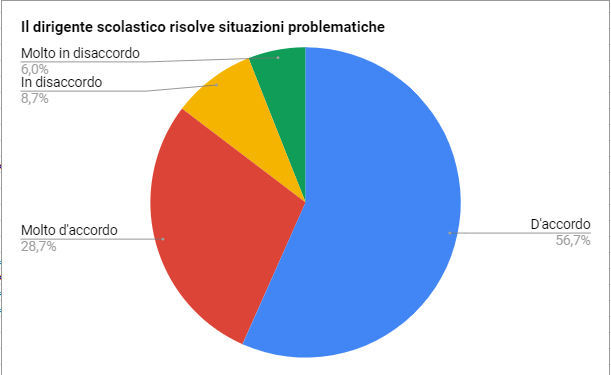 Il dirigente scolastico risolve situazioni problematiche
Molto in disaccordo
6,0%
In disaccordo
8,7%
Molto d'accordo
28,7%
D'accordo
56,7%